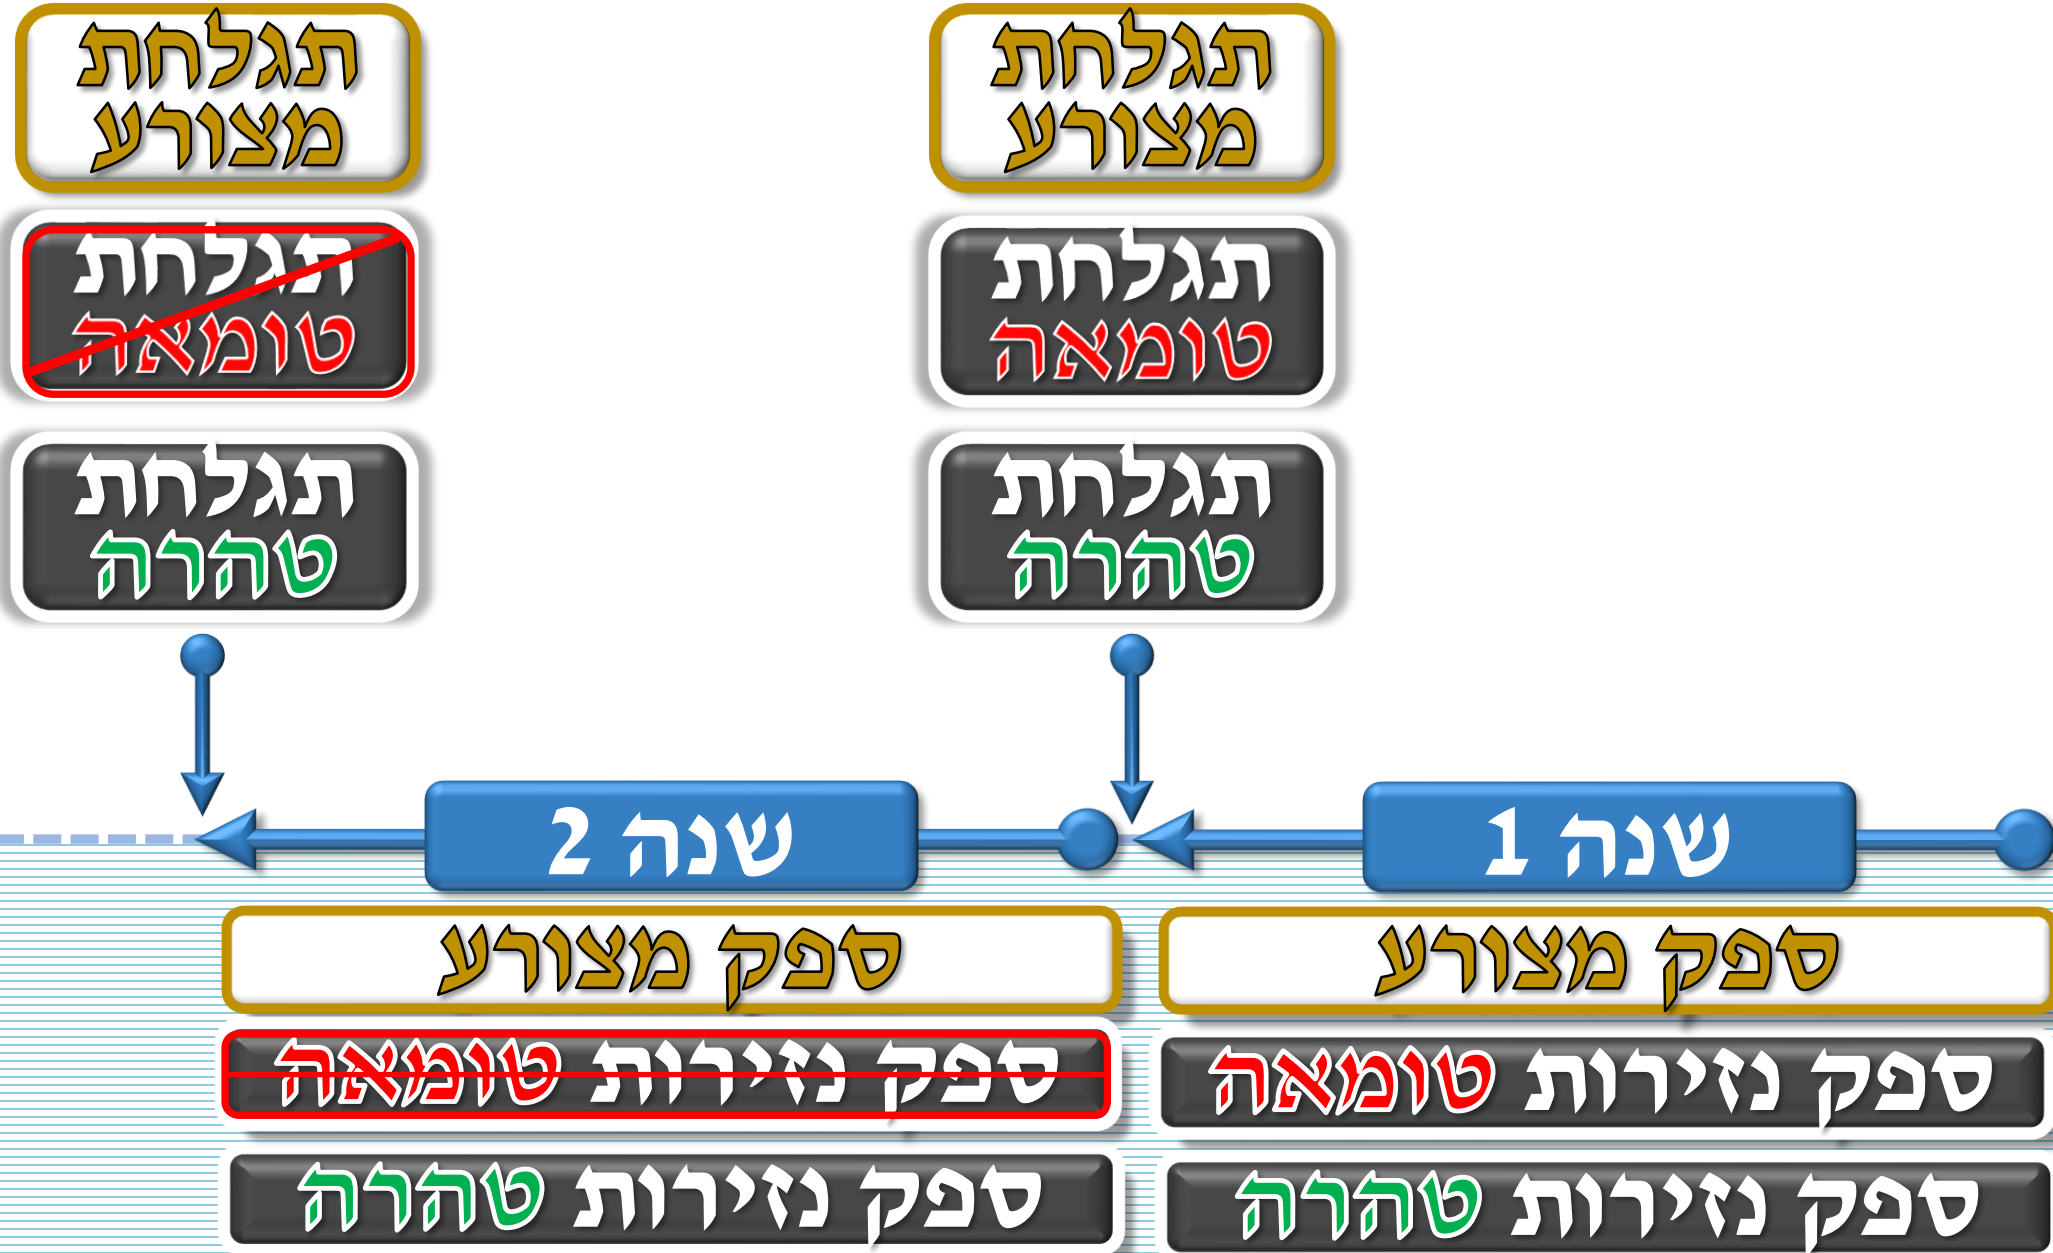 תגלחת
מצורע
תגלחת
טומאה
תגלחת
טהרה
תגלחת
מצורע
תגלחת
טומאה
תגלחת
טהרה
שנה 1
שנה 2
ספק מצורע
ספק נזירות טומאה
ספק נזירות טהרה
ספק מצורע
ספק נזירות טומאה
ספק נזירות טהרה